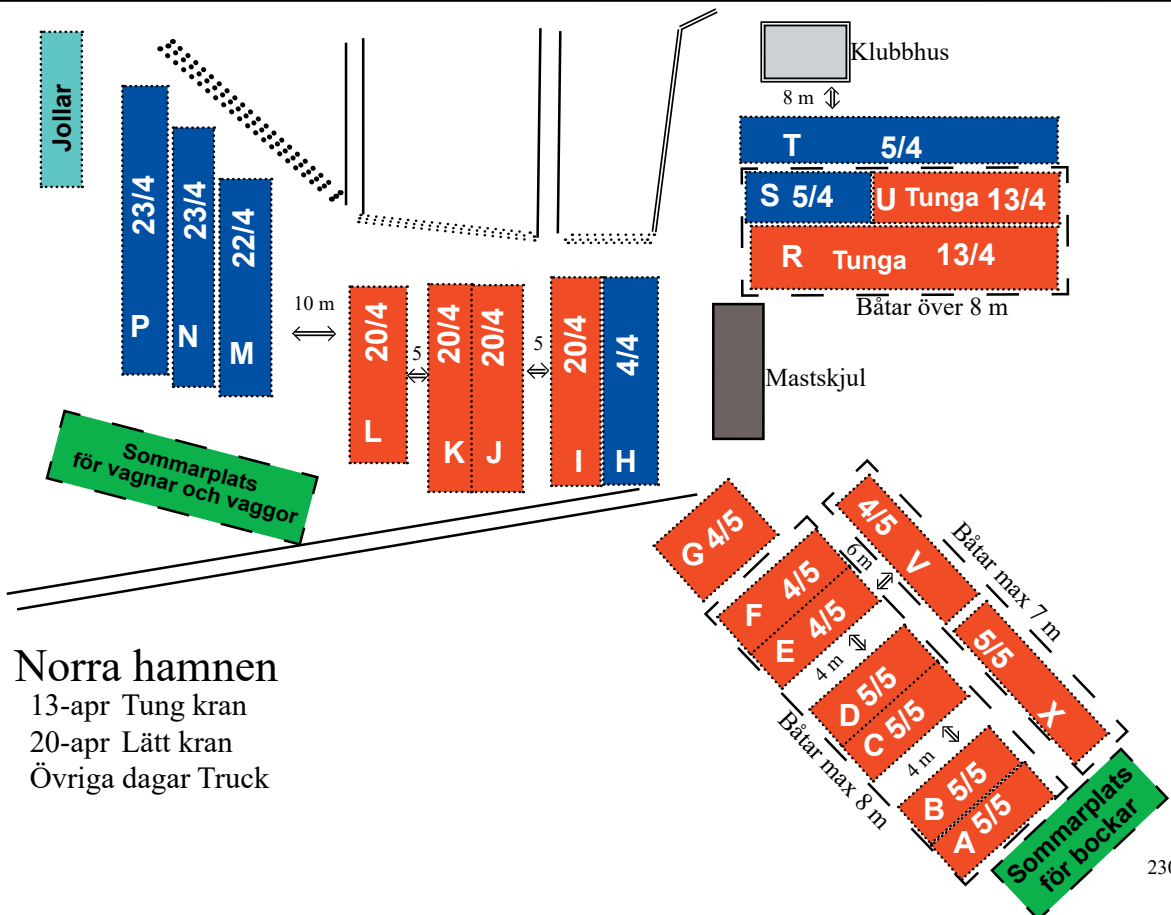 Jollar
Klubbhus
8 m
T 5/4
S 5/4
U Tunga 13/4
R Tunga 13/4
Båtar över 8 m
P 23/4
N 23/4
M 22/4
10 m
L 20/4
5
K 20/4
J 20/4
5
I 20/4
H 4/4
Mastskjul
Sommarplats
för vagnar och vaggor
G 4/5
F 4/5
E 4/5
6 m
4/5 V
Båtar max 7 m
5/5 X
4 m
D 5/5
C 5/5
4 m
Båtar max 8 m
B 5/5
A 5/5
Sommarplats
för bockar
Norra hamnen
13-apr Tung kran
20-apr Lätt kran
Övriga dagar Truck
230